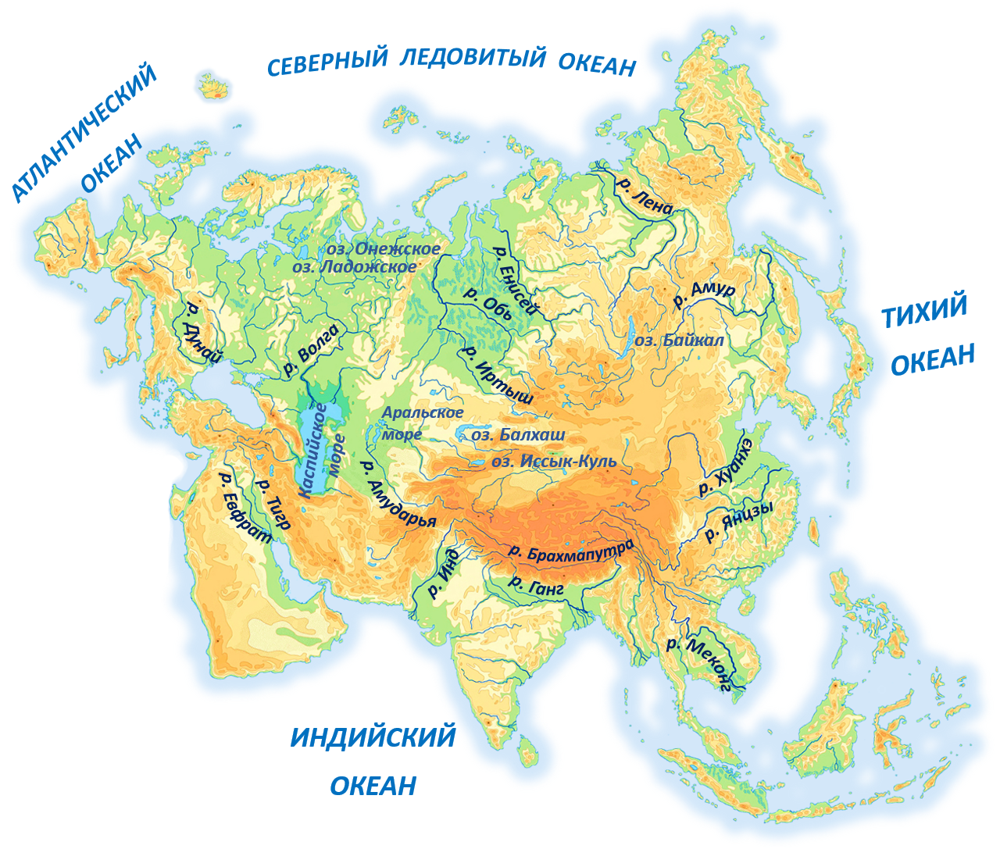 СЕВЕРНЫЙ ЛЕДОВИТЫЙ ОКЕАН
АТЛАНТИЧЕСКИЙ
ОКЕАН
р. Лена
оз. Онежское
оз. Ладожское
р. Енисей
р. Обь
р. Амур
ТИХИЙ
ОКЕАН
р. Дунай
р. Волга
оз. Байкал
р. Иртыш
Аральское
море
Каспийское
море
оз. Балхаш
оз. Иссык-Куль
р. Хуанхэ
р. Евфрат
р. Тигр
р. Амударья
р. Янцзы
р. Инд
р. Брахмапутра
р. Ганг
р. Меконг
ИНДИЙСКИЙ
ОКЕАН